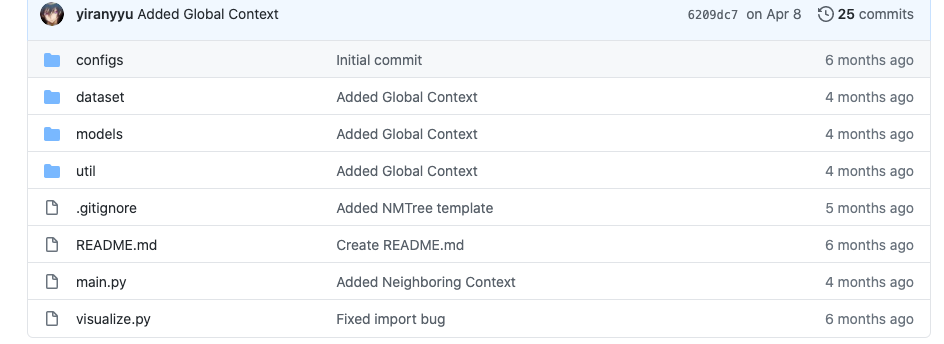 yiranyyu Added Global Context 6209dc7 on Apr 8 25 commits
configs Initial commit 6 months ago
dataset Added Global Context 4 months ago
models Added Global Context 4 months ago
util Added Global Context 4 months ago
.gitignore Added NMTree template 5 months ago
README.md Create README.md 6 months ago
main.py Added Neighboring Context 4 months ago
visualize.py Fixed import bug 6 months ago